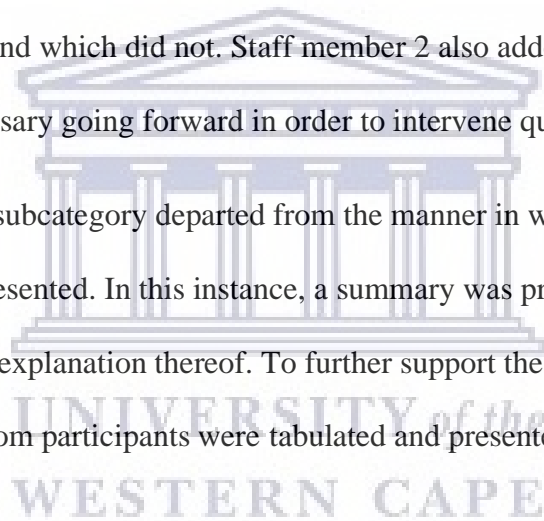 nd which did not. Staff member 2 also add
sary going forward in order to intervene qu
subcategory departed from the manner in w
esented. In this instance, a summary was pr
explanation thereof. To further support the
UNIVERSITY of the
om participants were tabulated and presente
WESTERN CAPE